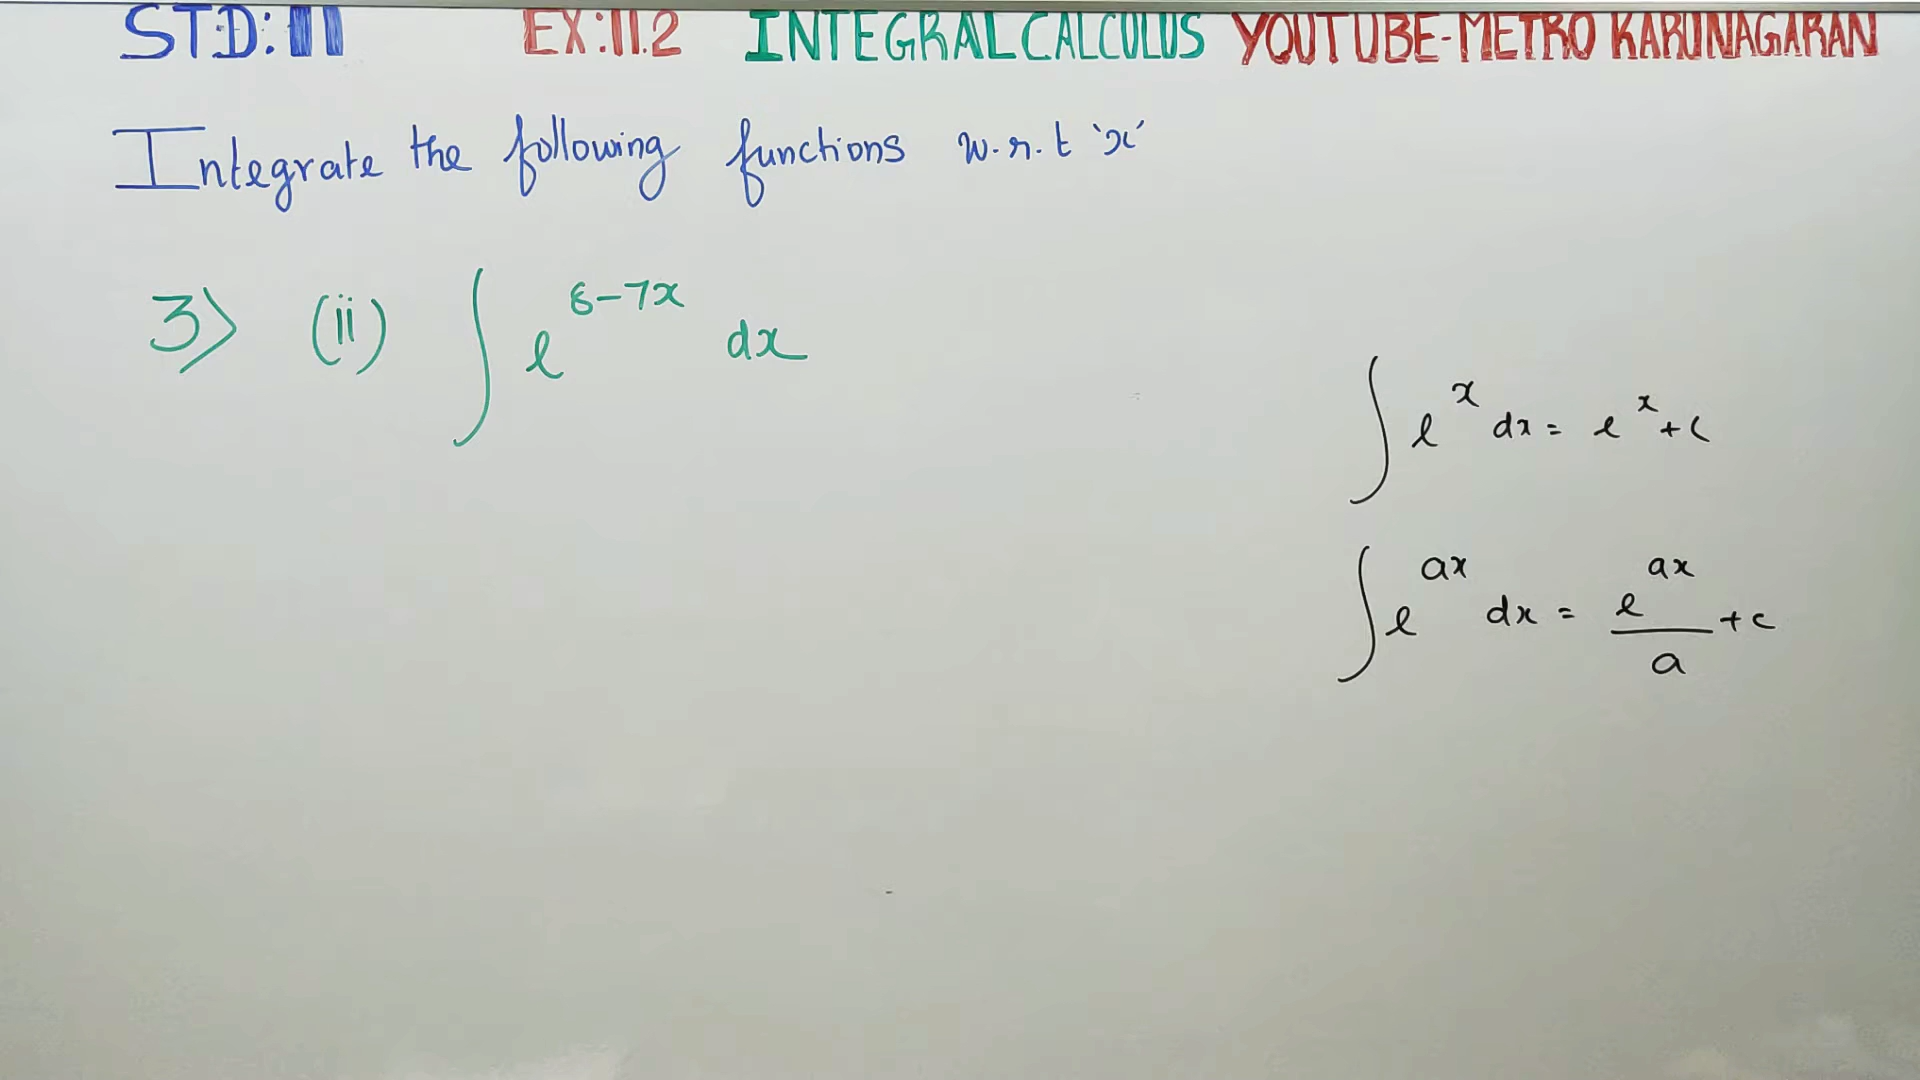 STD: 11 EX: 11.2 INTEGRAL CALCULUS YOUTUBE-METRO KARUNAGARAN
Integrate the following functions w.r.t 'x'
3) (ii) ∫ e^(8-7x) dx
∫ e^x dx = e^x + c
∫ e^(ax) dx = e^(ax)/a + c